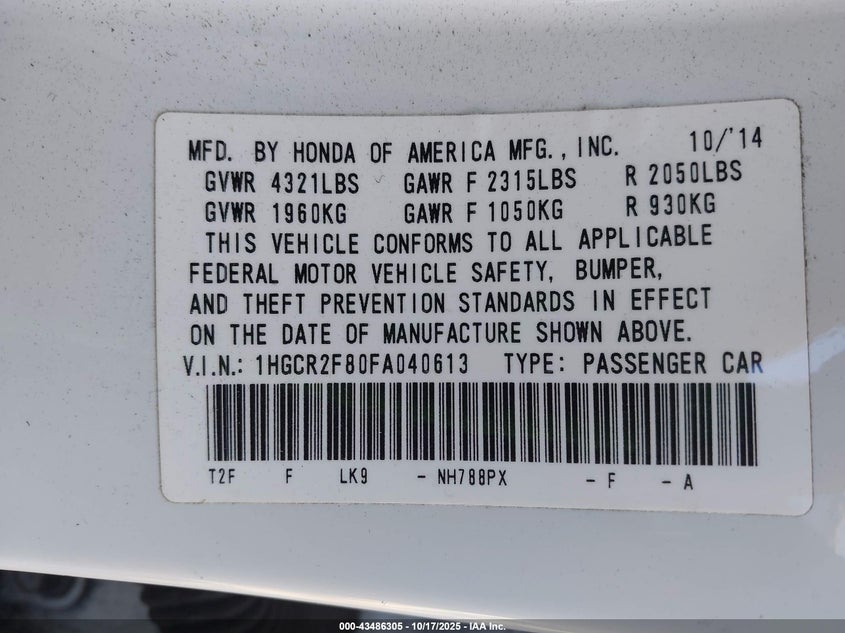 MFD. BY HONDA OF AMERICA MFG., INC. 10/'14
GVWR 4321LBS GAWR F 2315LBS R 2050LBS
GVWR 1960KG GAWR F 1050KG R 930KG
THIS VEHICLE CONFORMS TO ALL APPLICABLE
FEDERAL MOTOR VEHICLE SAFETY, BUMPER,
AND THEFT PREVENTION STANDARDS IN EFFECT
ON THE DATE OF MANUFACTURE SHOWN ABOVE.
V.I.N.: 1HGCR2F80FA040613 TYPE: PASSENGER CAR
T2F F LK9 - NH788PX - F - A
000-43486305 - 10/17/2025 - IAA Inc.